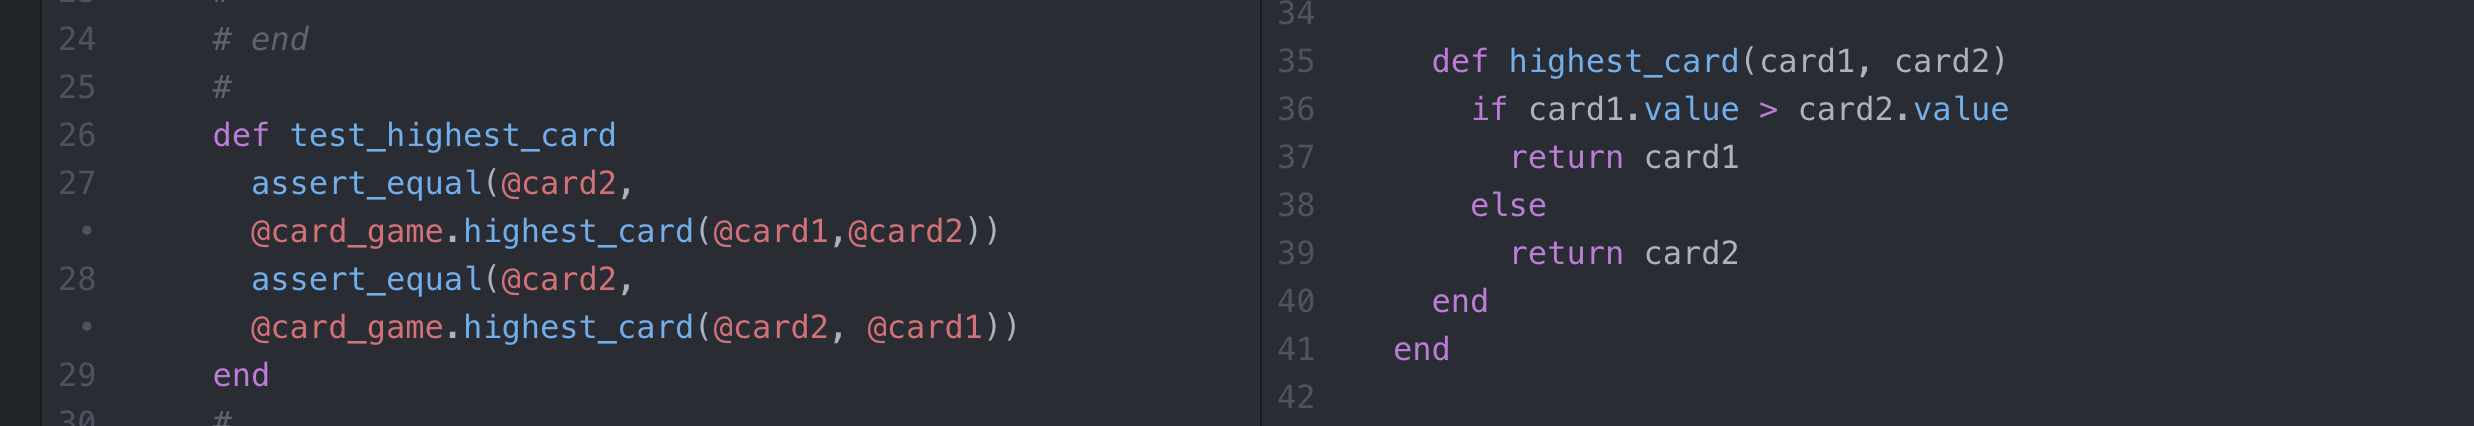 24 # end
25 #
26 def test_highest_card
27 assert_equal(@card2,
• @card_game.highest_card(@card1,@card2))
28 assert_equal(@card2,
• @card_game.highest_card(@card2, @card1))
29 end
30 #
34
35 def highest_card(card1, card2)
36 if card1.value > card2.value
37 return card1
38 else
39 return card2
40 end
41 end
42